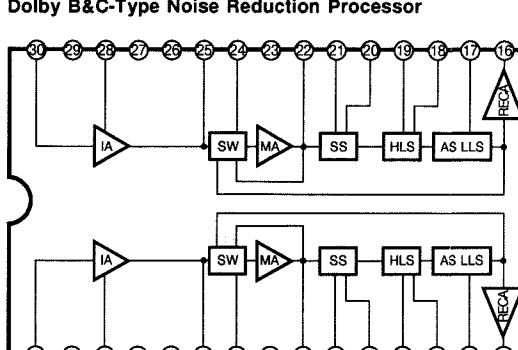 Dolby B&C-Type Noise Reduction Processor
30 29 28 27 26 25 24 23 22 21 20 19 18 17 16
RECA
IA SW MA SS HLS AS LLS
IA SW MA SS HLS AS LLS
RECA